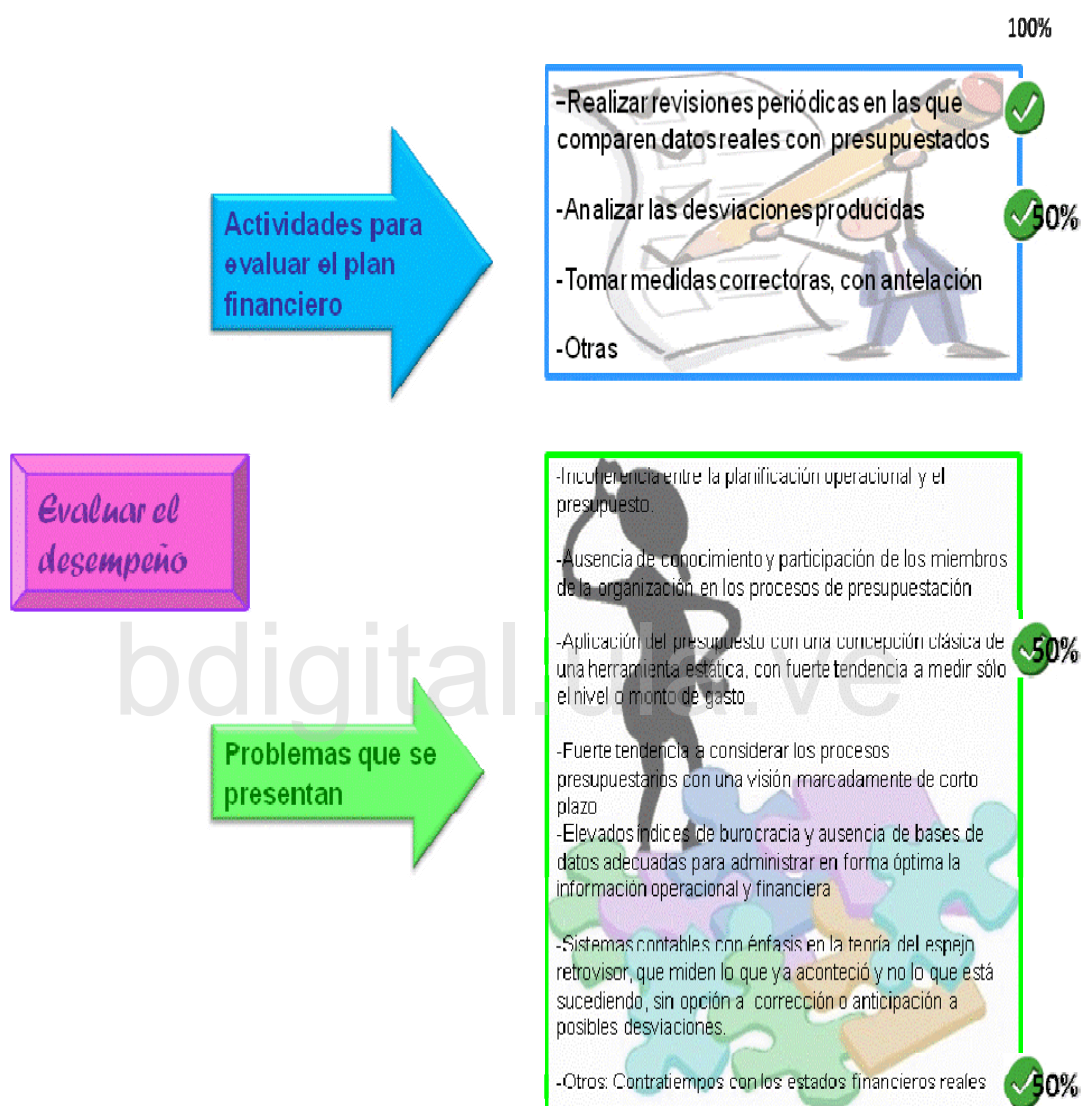 100%
-Realizar revisiones periódicas en las que
comparen datos reales con presupuestados
-Analizar las desviaciones producidas
50%
-Tomar medidas correctoras, con antelación
-Otras
Actividades para
evaluar el plan
financiero
Evaluar el
desempeño
-Incoherencia entre la planificación operacional y el
presupuesto.
-Ausencia de conocimiento y participación de los miembros
de la organización en los procesos de presupuestación
-Aplicación del presupuesto con una concepción clásica de
una herramienta estática, con fuerte tendencia a medir sólo
el nivel o monto de gasto
50%
bdigital.ula.ve
Problemas que se
presentan
-Fuerte tendencia a considerar los procesos
presupuestarios con una visión marcadamente de corto
plazo
-Elevados índices de burocracia y ausencia de bases de
datos adecuadas para administrar en forma óptima la
información operacional y financiera
-Sistemas contables con énfasis en la teoría del espejo
retrovisor, que miden lo que ya aconteció y no lo que está
sucediendo, sin opción a corrección o anticipación a
posibles desviaciones.
-Otros: Contratiempos con los estados financieros reales
50%